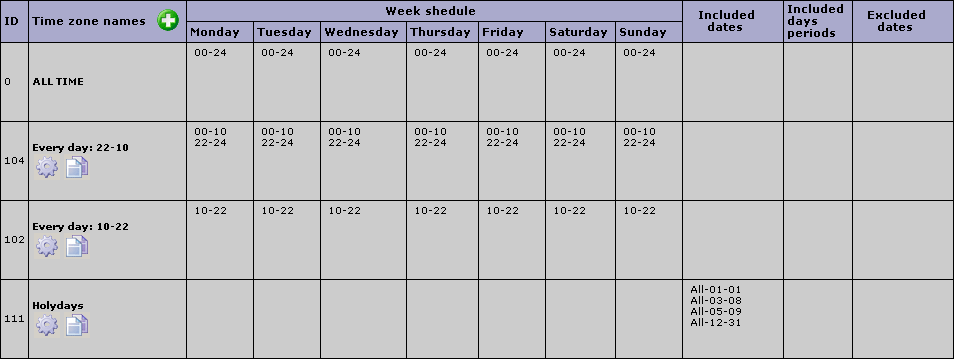 ID Time zone names Week shedule Included dates Included days periods Excluded dates
Monday Tuesday Wednesday Thursday Friday Saturday Sunday
0 ALL TIME 00-24 00-24 00-24 00-24 00-24 00-24 00-24
104 Every day: 22-10 00-10 00-10 00-10 00-10 00-10 00-10 00-10
22-24 22-24 22-24 22-24 22-24 22-24 22-24
102 Every day: 10-22 10-22 10-22 10-22 10-22 10-22 10-22 10-22
111 Holydays All-01-01
All-03-08
All-05-09
All-12-31